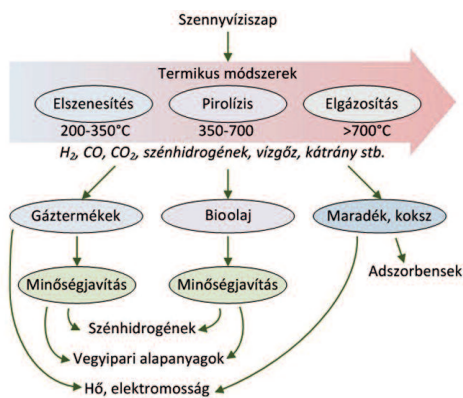 Szennyvíziszap
Termikus módszerek
Elszenesítés Pirolízis Elgázosítás
200-350°C 350-700 >700°C
H₂, CO, CO₂, szénhidrogének, vízgőz, kátrány stb.
Gáztermékek Bioolaj Maradék, koksz
Adszorbensek
Minőségjavítás Minőségjavítás
Szénhidrogének
Vegyipari alapanyagok
Hő, elektromosság